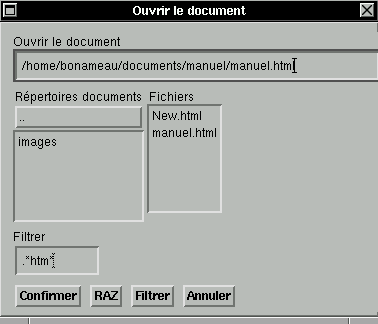 Ouvrir le document
Ouvrir le document
/home/bonameau/documents/manuel/manuel.htm
Répertoires documents Fichiers
..
New.html
images
manuel.html
Filtrer
.*htm*
Confirmer RAZ Filtrer Annuler